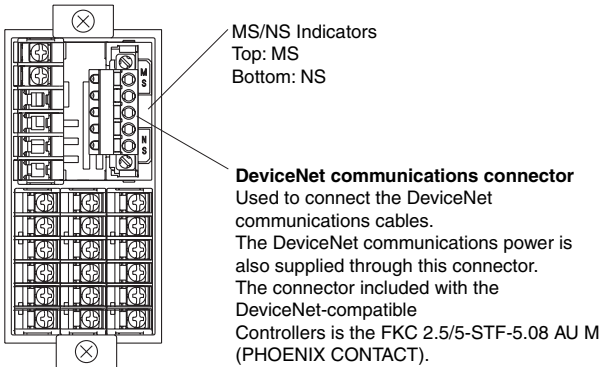 MS/NS Indicators
Top: MS
Bottom: NS
M
S
N
S
DeviceNet communications connector
Used to connect the DeviceNet
communications cables.
The DeviceNet communications power is
also supplied through this connector.
The connector included with the
DeviceNet-compatible
Controllers is the FKC 2.5/5-STF-5.08 AU M
(PHOENIX CONTACT).